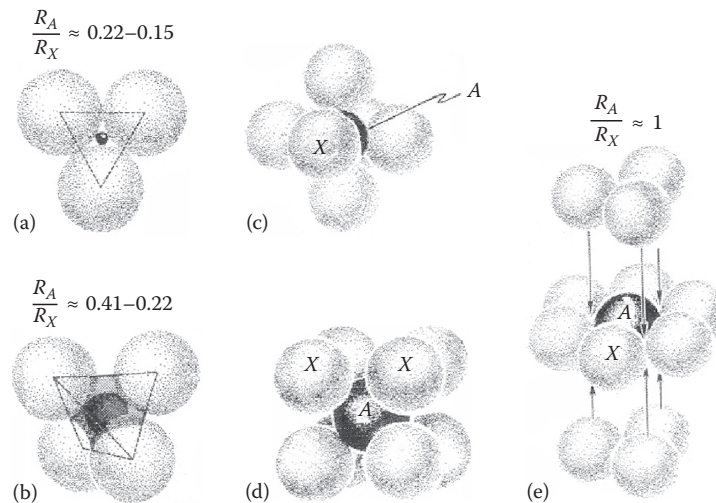 R_A
R_X ≈ 0.22–0.15
A
X
(a)
(c)
R_A
R_X ≈ 1
R_A
R_X ≈ 0.41–0.22
A
X
X
X
A
(b)
(d)
(e)